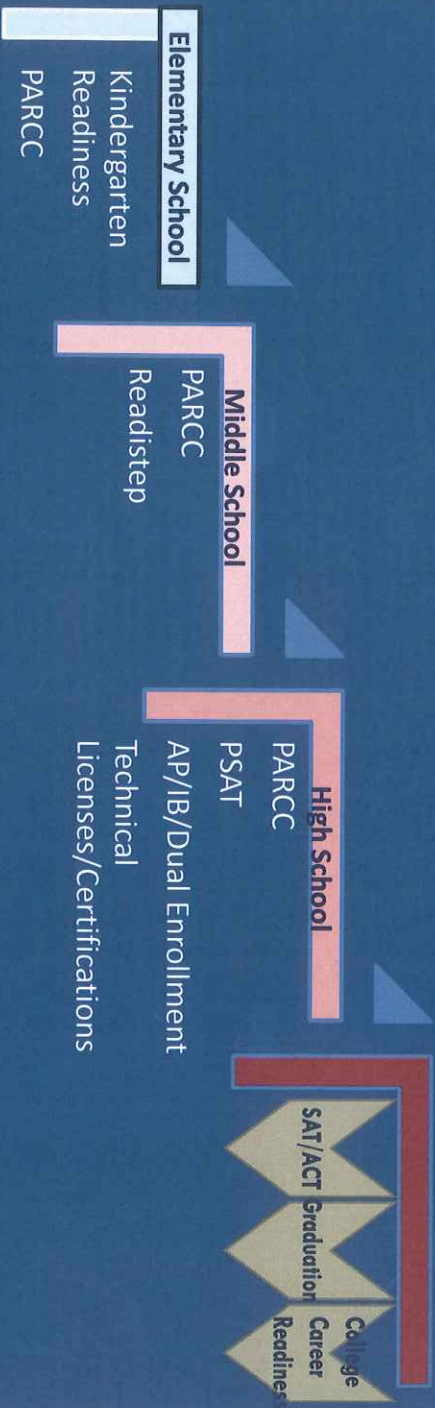 Elementary School
Kindergarten
Readiness
PARCC
Middle School
PARCC
Readistep
High School
PARCC
PSAT
AP/IB/Dual Enrollment
Technical
Licenses/Certifications
SAT/ACT
Graduation
College
Career
Readiness